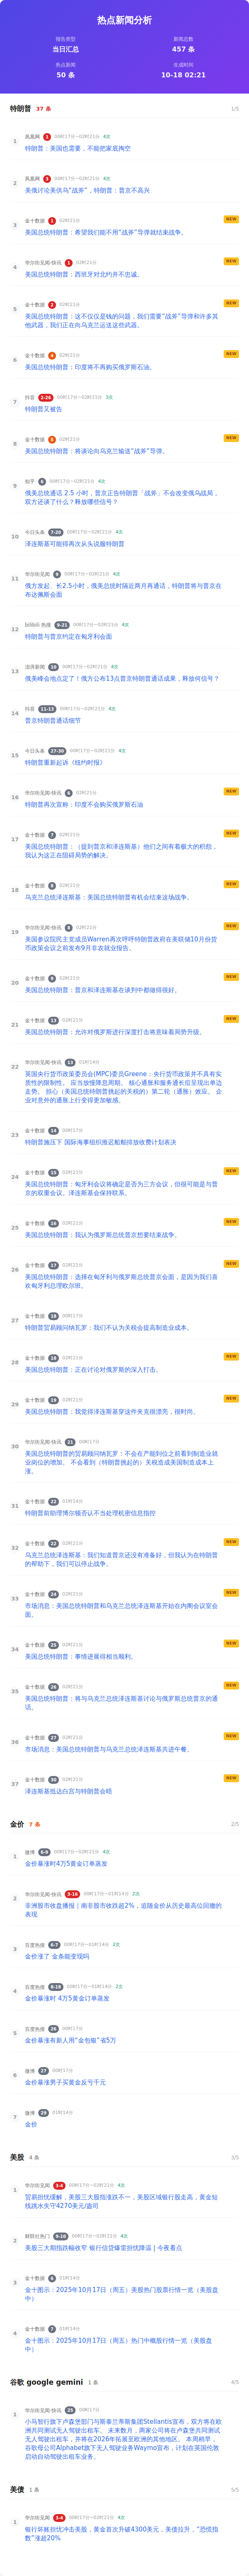 热点新闻分析
报告类型
新闻总数
当日汇总
457 条
热点新闻
生成时间
50 条
10-18 02:21
特朗普 37 条 1/5
1 凤凰网 1 00时17分~02时21分 4次
特朗普：美国也需要，不能把家底掏空
2 凤凰网 3 00时17分~02时21分 4次
美俄讨论美供乌“战斧”，特朗普：普京不高兴
3 金十数据 1 02时21分 NEW
美国总统特朗普：希望我们能不用“战斧”导弹就结束战争。
4 华尔街见闻-快讯 1 02时21分 NEW
美国总统特朗普：西班牙对北约并不忠诚。
5 金十数据 2 02时21分 NEW
美国总统特朗普：这不仅仅是钱的问题，我们需要“战斧”导弹和许多其
他武器，我们正在向乌克兰运送这些武器。
6 金十数据 02时21分 NEW
美国总统特朗普：印度将不再购买俄罗斯石油。
7 抖音 2-26 00时17分~02时21分 3次
特朗普又被告
8 金十数据 02时21分 NEW
美国总统特朗普：将谈论向乌克兰输送“战斧”导弹。
9 知乎 00时17分~02时21分 4次
俄美总统通话 2.5 小时，普京正告特朗普「战斧」不会改变俄乌战局，
双方还谈了什么？释放哪些信号？
10 今日头条 7-20 00时17分~02时21分 4次
泽连斯基可能得再次从头说服特朗普
11 华尔街见闻 00时17分~02时21分 4次
俄方发起、长2.5小时，俄美总统时隔近两月再通话，特朗普将与普京在
布达佩斯会面
12 bilibili 热搜 9-21 00时17分~02时21分 4次
特朗普与普京约定在匈牙利会面
13 澎湃新闻 10 00时17分~02时21分 4次
俄美峰会地点定了！俄方公布13点普京特朗普通话成果，释放何信号？
14 抖音 11-13 00时17分~02时21分 4次
普京特朗普通话细节
15 今日头条 27-30 00时17分~02时21分 4次
特朗普重新起诉《纽约时报》
16 华尔街见闻-快讯 6 02时21分 NEW
特朗普再次宣称：印度不会购买俄罗斯石油
17 金十数据 7 02时21分 NEW
美国总统特朗普：（提到普京和泽连斯基）他们之间有着极大的积怨，
我认为这正在阻碍局势的解决。
18 金十数据 8 02时21分 NEW
乌克兰总统泽连斯基：美国总统特朗普有机会结束这场战争。
19 华尔街见闻-快讯 02时21分 NEW
美国参议院民主党成员Warren再次呼呼特朗普政府在美联储10月份货
币政策会议之前发布9月非农就业报告。
20 金十数据 9 02时21分 NEW
美国总统特朗普：普京和泽连斯基在谈判中都做得很好。
21 金十数据 13 02时21分 NEW
美国总统特朗普：允许对俄罗斯进行深度打击将意味着局势升级。
22 华尔街见闻-快讯 13 01时14分
英国央行货币政策委员会(MPC)委员Greene：央行货币政策并不具有实
质性的限制性。 应当放慢降息周期。 核心通胀和服务通长但呈现出单边
走势。 担心（美国总统特朗普挑起的关税的）第二轮（通胀）效应。 企
业对意外的通胀上行变得更加敏感。
23 金十数据 14 00时17分
特朗普施压下 国际海事组织推迟船舶排放收费计划表决
24 金十数据 15 02时21分 NEW
美国总统特朗普：匈牙利会议将确定是否为三方会议，但很可能是与普
京的双重会议。泽连斯基会保持联系。
25 金十数据 16 02时21分 NEW
美国总统特朗普：我认为俄罗斯总统普京想要结束战争。
26 金十数据 17 02时21分 NEW
美国总统特朗普：选择在匈牙利与俄罗斯总统普京会面，是因为我们喜
欢匈牙利总理欧尔班。
27 金十数据 18 00时17分
特朗普贸易顾问纳瓦罗：我们不认为关税会提高制造业成本。
28 金十数据 18 02时21分 NEW
美国总统特朗普：正在讨论对俄罗斯的深入打击。
29 金十数据 19 02时21分 NEW
美国总统特朗普：我觉得泽连斯基穿这件夹克很漂亮，很时尚。
30 华尔街见闻-快讯 21 00时17分
美国总统特朗普的贸易顾问纳瓦罗：不会在产能到位之前看到制造业就
业岗位的增加。 不会看到（特朗普挑起的）关税造成美国制造成本上
涨。
31 金十数据 22 01时14分
特朗普前助理博尔顿否认不当处理机密信息指控
32 金十数据 22 02时21分 NEW
乌克兰总统泽连斯基：我们知道普京还没有准备好，但我认为在特朗普
的帮助下，我们可以停止战争。
33 金十数据 24 02时21分 NEW
市场消息：美国总统特朗普和乌克兰总统泽连斯基开始在内阁会议室会
面。
34 金十数据 25 02时21分 NEW
美国总统特朗普：事情进展得相当顺利。
35 金十数据 26 02时21分 NEW
美国总统特朗普：将与乌克兰总统泽连斯基讨论与俄罗斯总统普京的通
话。
36 金十数据 27 02时21分 NEW
市场消息：美国总统特朗普与乌克兰总统泽连斯基共进午餐。
37 金十数据 30 02时21分 NEW
泽连斯基抵达白宫与特朗普会晤
金价 7 条 2/5
1 微博 6-9 00时17分~02时21分 4次
金价暴涨时4万5黄金订单蒸发
2 华尔街见闻-快讯 3-16 00时17分~01时14分 2次
非洲股市收盘播报｜南非股市收跌超2%，追随金价从历史最高位回撤的
表现
3 百度热搜 6-7 00时17分~01时14分 2次
金价涨了 金条能变现吗
4 百度热搜 8-18 00时17分~01时14分 2次
金价暴涨时 4万5黄金订单蒸发
5 百度热搜 26 00时17分
金价暴涨有新人用“金包银”省5万
6 微博 27 00时17分
金价暴涨男子买黄金反亏千元
7 微博 29 01时14分
金价
美股 4 条 3/5
1 华尔街见闻 3-4 00时17分~02时21分 4次
贸易担忧缓解，美股三大股指涨跌不一，美股区域银行股走高，黄金短
线跳水失守4270美元/盎司
2 财联社热门 9-10 00时17分~02时21分 4次
美股三大期指跌幅收窄 银行信贷爆雷担忧降温 | 今夜看点
3 金十数据 6 01时14分
金十图示：2025年10月17日（周五）美股热门股票行情一览（美股盘
中）
4 金十数据 7 01时14分
金十图示：2025年10月17日（周五）热门中概股行情一览（美股盘
中）
谷歌 google gemini 1 条 4/5
1 华尔街见闻-快讯 25 00时17分
小马智行旗下卢森堡部门与斯泰兰蒂斯集团Stellantis宣布，双方将在欧
洲共同测试无人驾驶出租车。 未来数月，两家公司将在卢森堡共同测试
无人驾驶出租车，并将在2026年拓展至欧洲的其他地区。 本周稍早，
谷歌母公司Alphabet旗下无人驾驶业务Waymo宣布，计划在英国伦敦
启动自动驾驶出租车业务。
美债 1 条 5/5
1 华尔街见闻 3-4 00时17分~02时21分 4次
银行坏账担忧冲击美股，黄金首次升破4300美元，美债拉升，“恐慌指
数”涨超20%